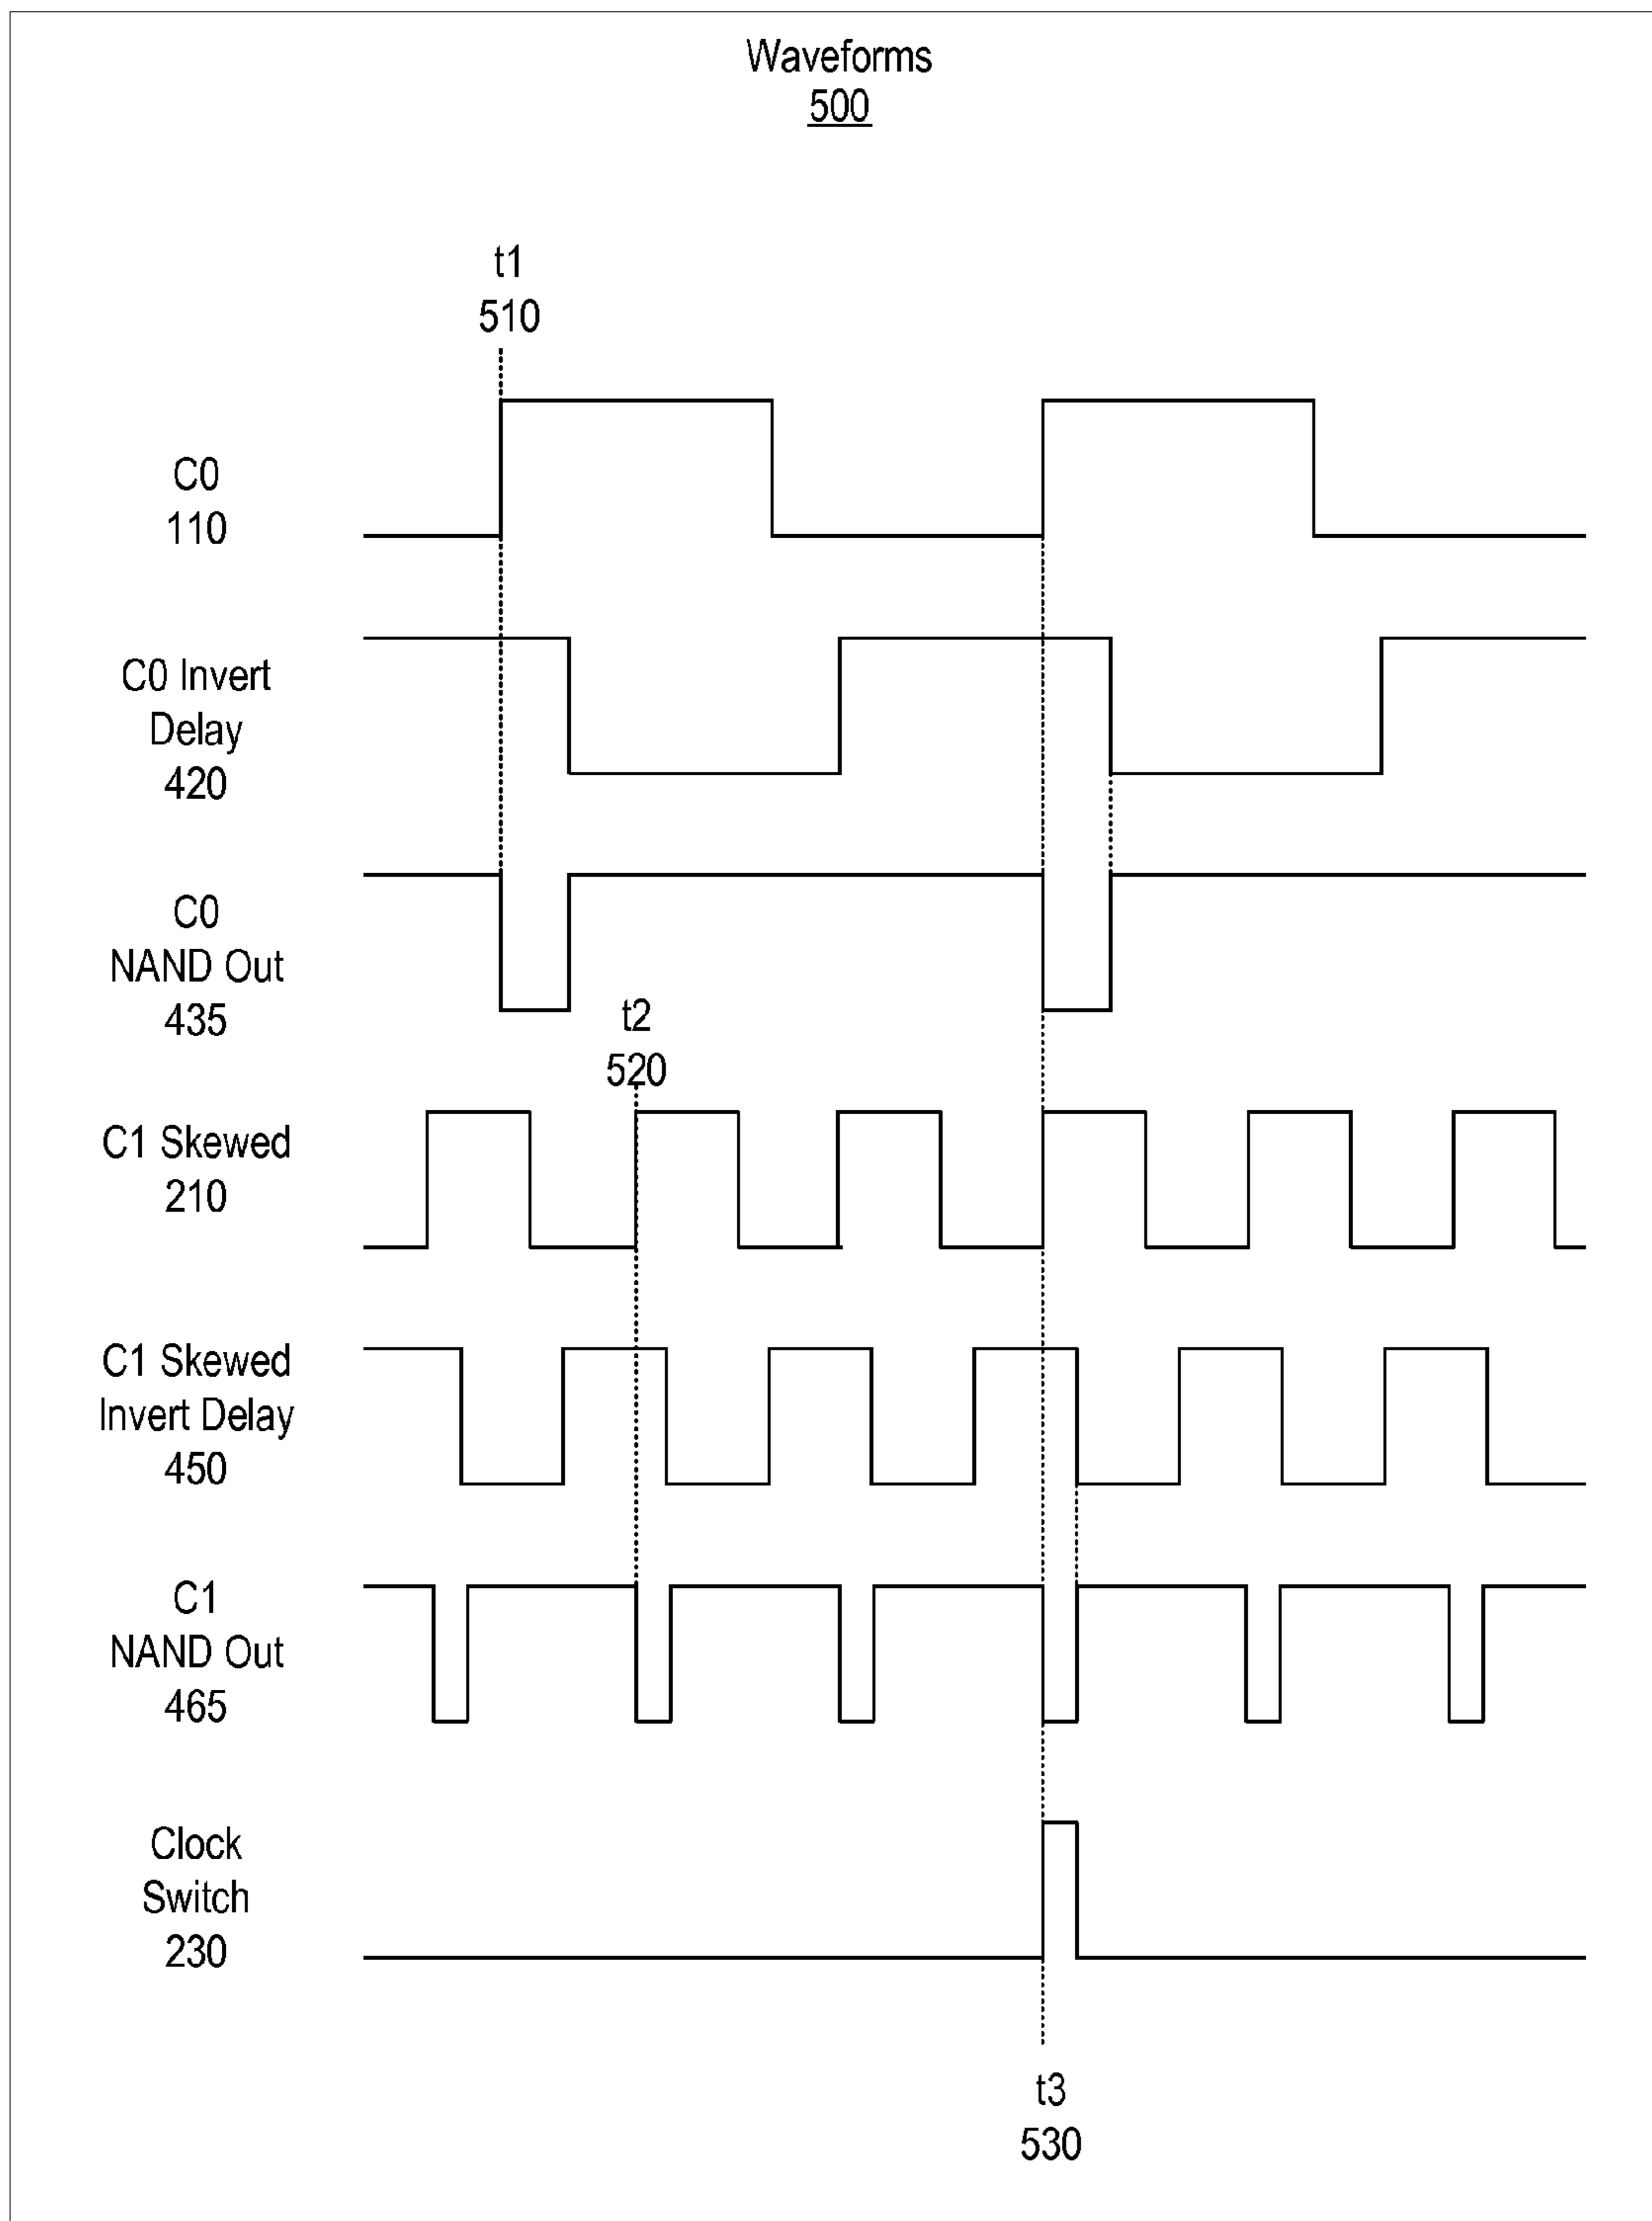 Waveforms
500
t1
510
C0
110
C0 Invert
Delay
420
C0
NAND Out
435
t2
520
C1 Skewed
210
C1 Skewed
Invert Delay
450
C1
NAND Out
465
Clock
Switch
230
t3
530